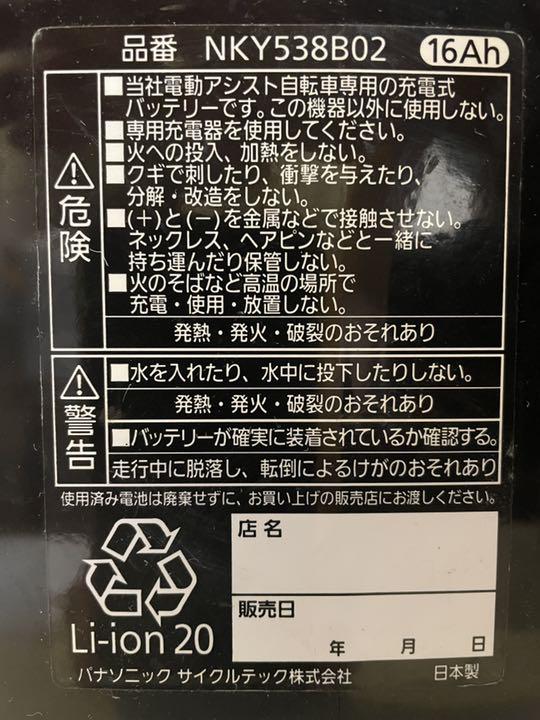 品番 NKY538B02 16Ah
危険
■当社電動アシスト自転車専用の充電式
バッテリーです。この機器以外に使用しない。
■専用充電器を使用してください。
■火への投入、加熱をしない。
■クギで刺したり、衝撃を与えたり、
分解・改造をしない。
■(+)と(−)を金属などで接触させない。
ネックレス、ヘアピンなどと一緒に
持ち運んだり保管しない。
■火のそばなど高温の場所で
充電・使用・放置しない。
発熱・発火・破裂のおそれあり
警告
■水を入れたり、水中に投下したりしない。
発熱・発火・破裂のおそれあり
■バッテリーが確実に装着されているか確認する。
走行中に脱落し、転倒によるけがのおそれあり
使用済み電池は廃棄せずに、お買い上げの販売店にお渡しください。
Li-ion 20
店名
販売日
年 月 日
パナソニック サイクルテック株式会社 日本製